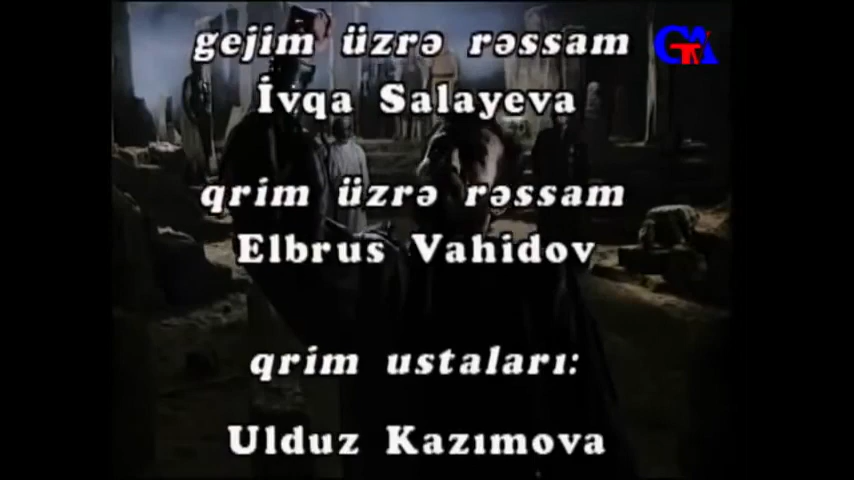 gejim üzrə rəssam
İvqa Salayeva
qrim üzrə rəssam
Elbrus Vahidov
qrim ustaları:
Ulduz Kazımova